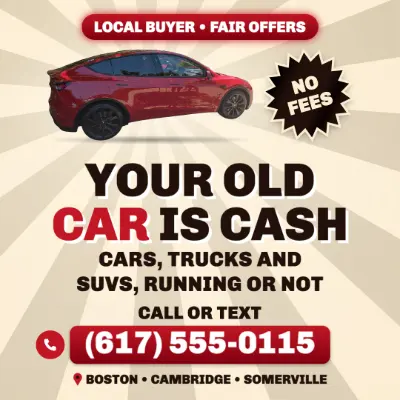 LOCAL BUYER • FAIR OFFERS
NO
FEES
YOUR OLD
CAR IS CASH
CARS, TRUCKS AND
SUVS, RUNNING OR NOT
CALL OR TEXT
(617) 555-0115
BOSTON • CAMBRIDGE • SOMERVILLE